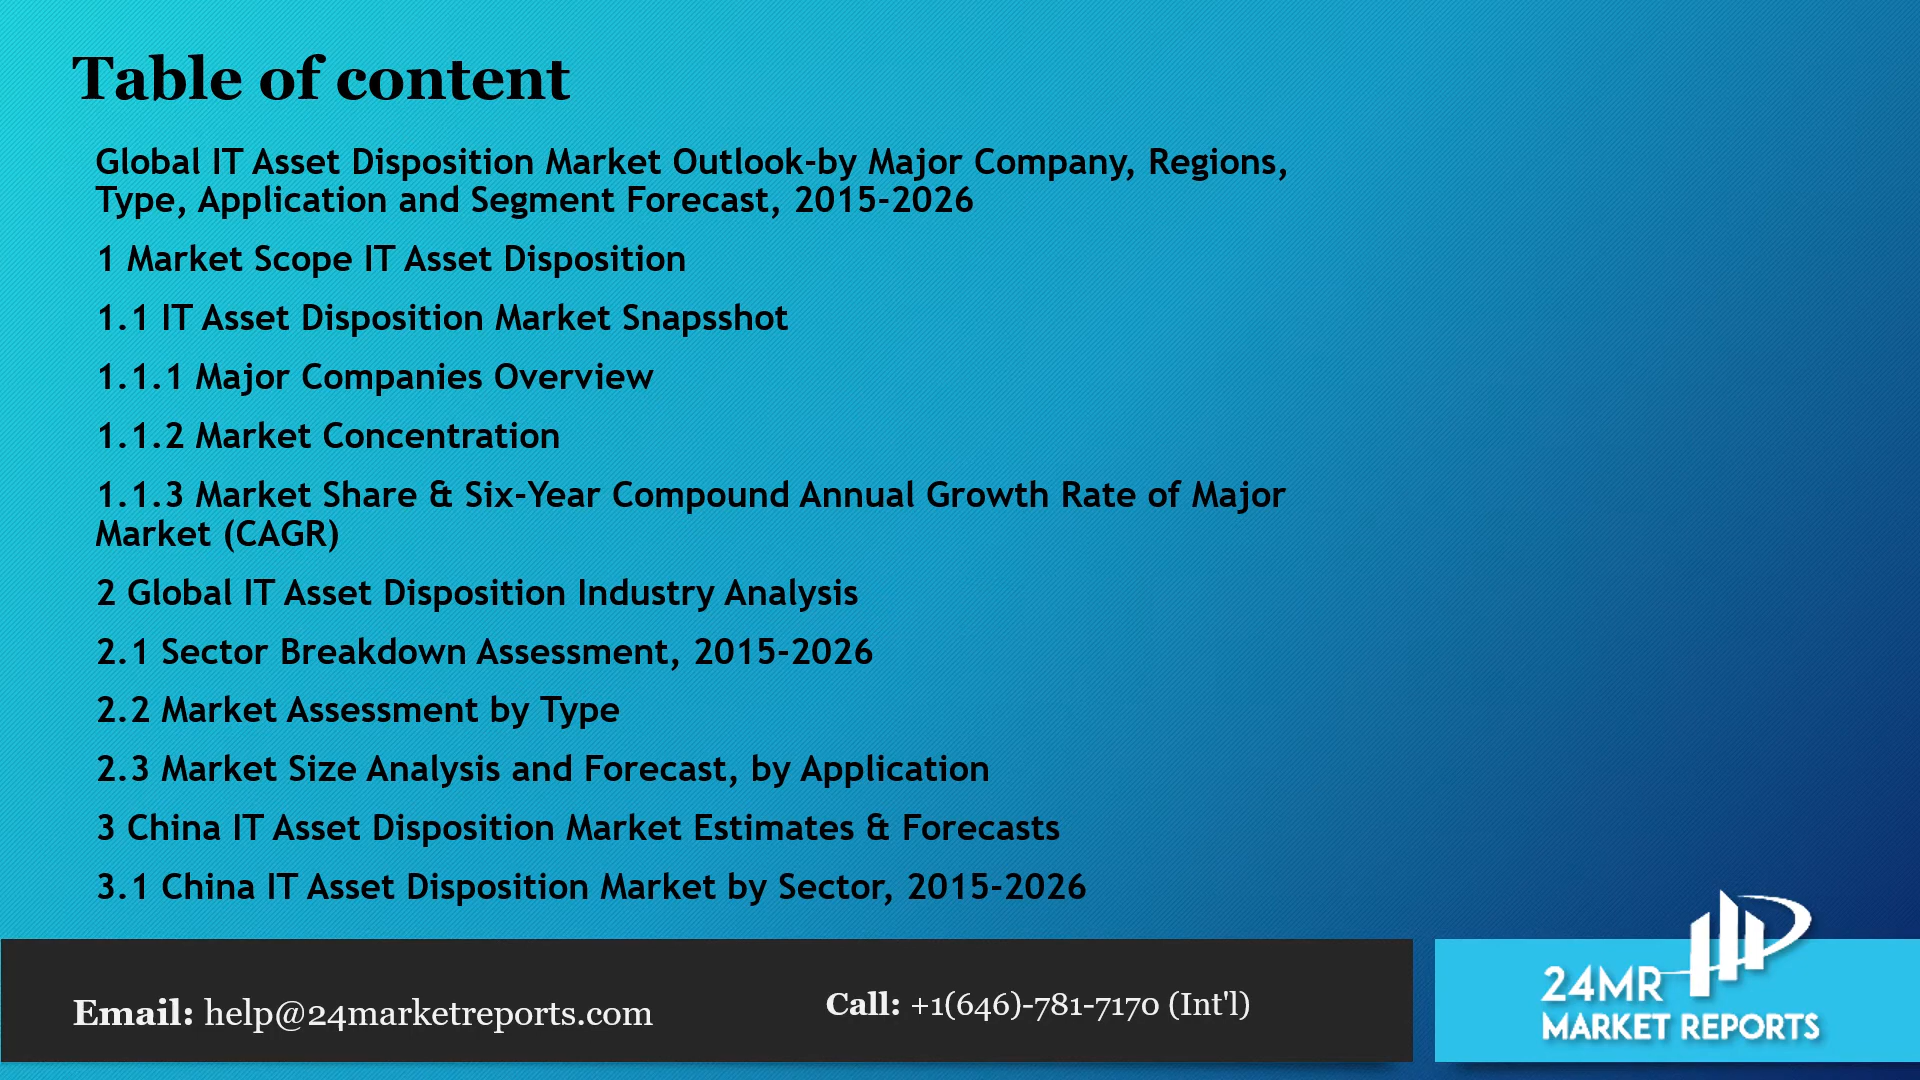 Table of content
Global IT Asset Disposition Market Outlook-by Major Company, Regions,
Type, Application and Segment Forecast, 2015-2026
1 Market Scope IT Asset Disposition
1.1 IT Asset Disposition Market Snapsshot
1.1.1 Major Companies Overview
1.1.2 Market Concentration
1.1.3 Market Share & Six-Year Compound Annual Growth Rate of Major
Market (CAGR)
2 Global IT Asset Disposition Industry Analysis
2.1 Sector Breakdown Assessment, 2015-2026
2.2 Market Assessment by Type
2.3 Market Size Analysis and Forecast, by Application
3 China IT Asset Disposition Market Estimates & Forecasts
3.1 China IT Asset Disposition Market by Sector, 2015-2026
Email: help@24marketreports.com
Call: +1(646)-781-7170 (Int'l)
24MR
MARKET REPORTS